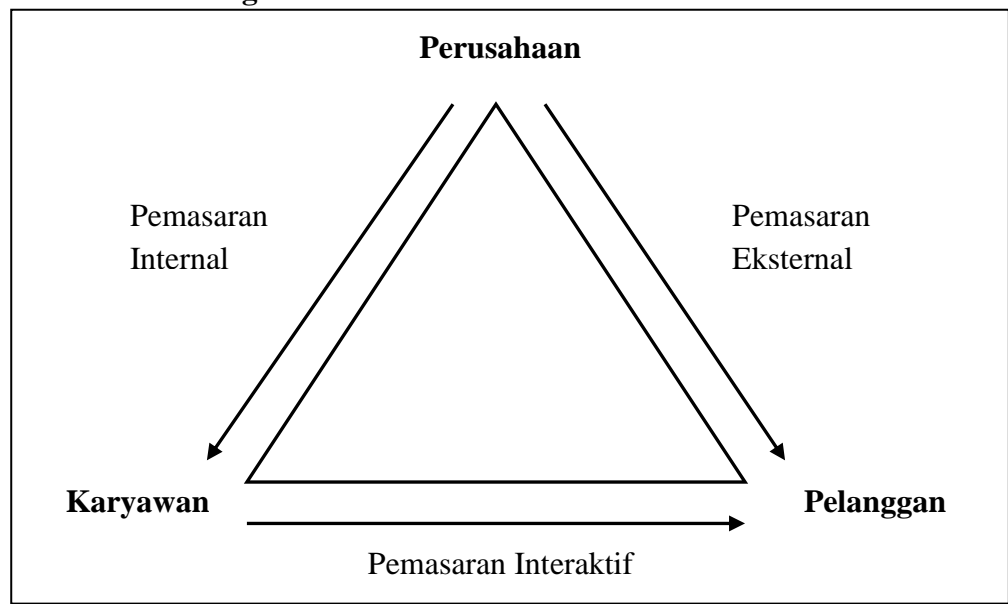 Perusahaan
Pemasaran
Internal
Pemasaran
Eksternal
Karyawan
Pelanggan
Pemasaran Interaktif